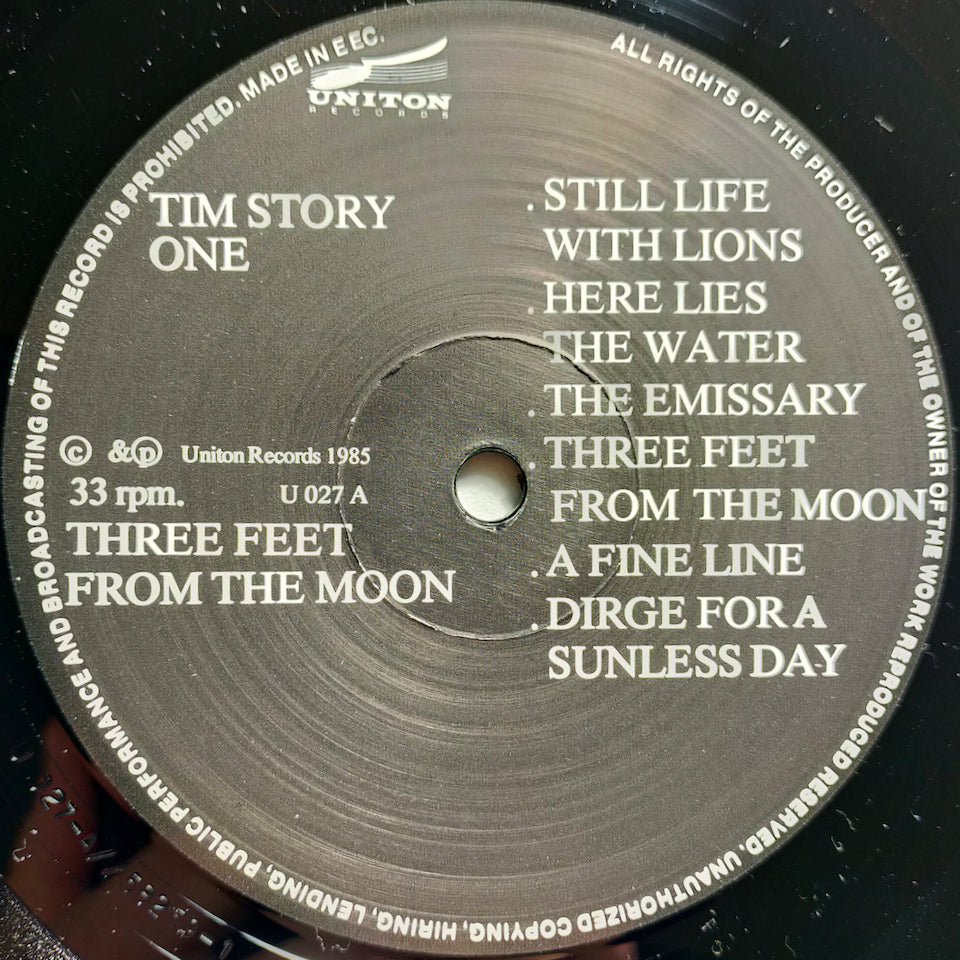 ALL RIGHTS OF THE PRODUCER AND OF THE OWNER OF THE WORK REPRODUCED RESERVED. UNAUTHORIZED COPYING, HIRING, LENDING, PUBLIC PERFORMANCE AND BROADCASTING OF THIS RECORD IS PROHIBITED. MADE IN EEC.
UNITON
RECORDS
TIM STORY
ONE
© & ℗ Uniton Records 1985
33 rpm. U 027 A
THREE FEET
FROM THE MOON
. STILL LIFE
WITH LIONS
. HERE LIES
THE WATER
. THE EMISSARY
. THREE FEET
FROM THE MOON
. A FINE LINE
. DIRGE FOR A
SUNLESS DAY